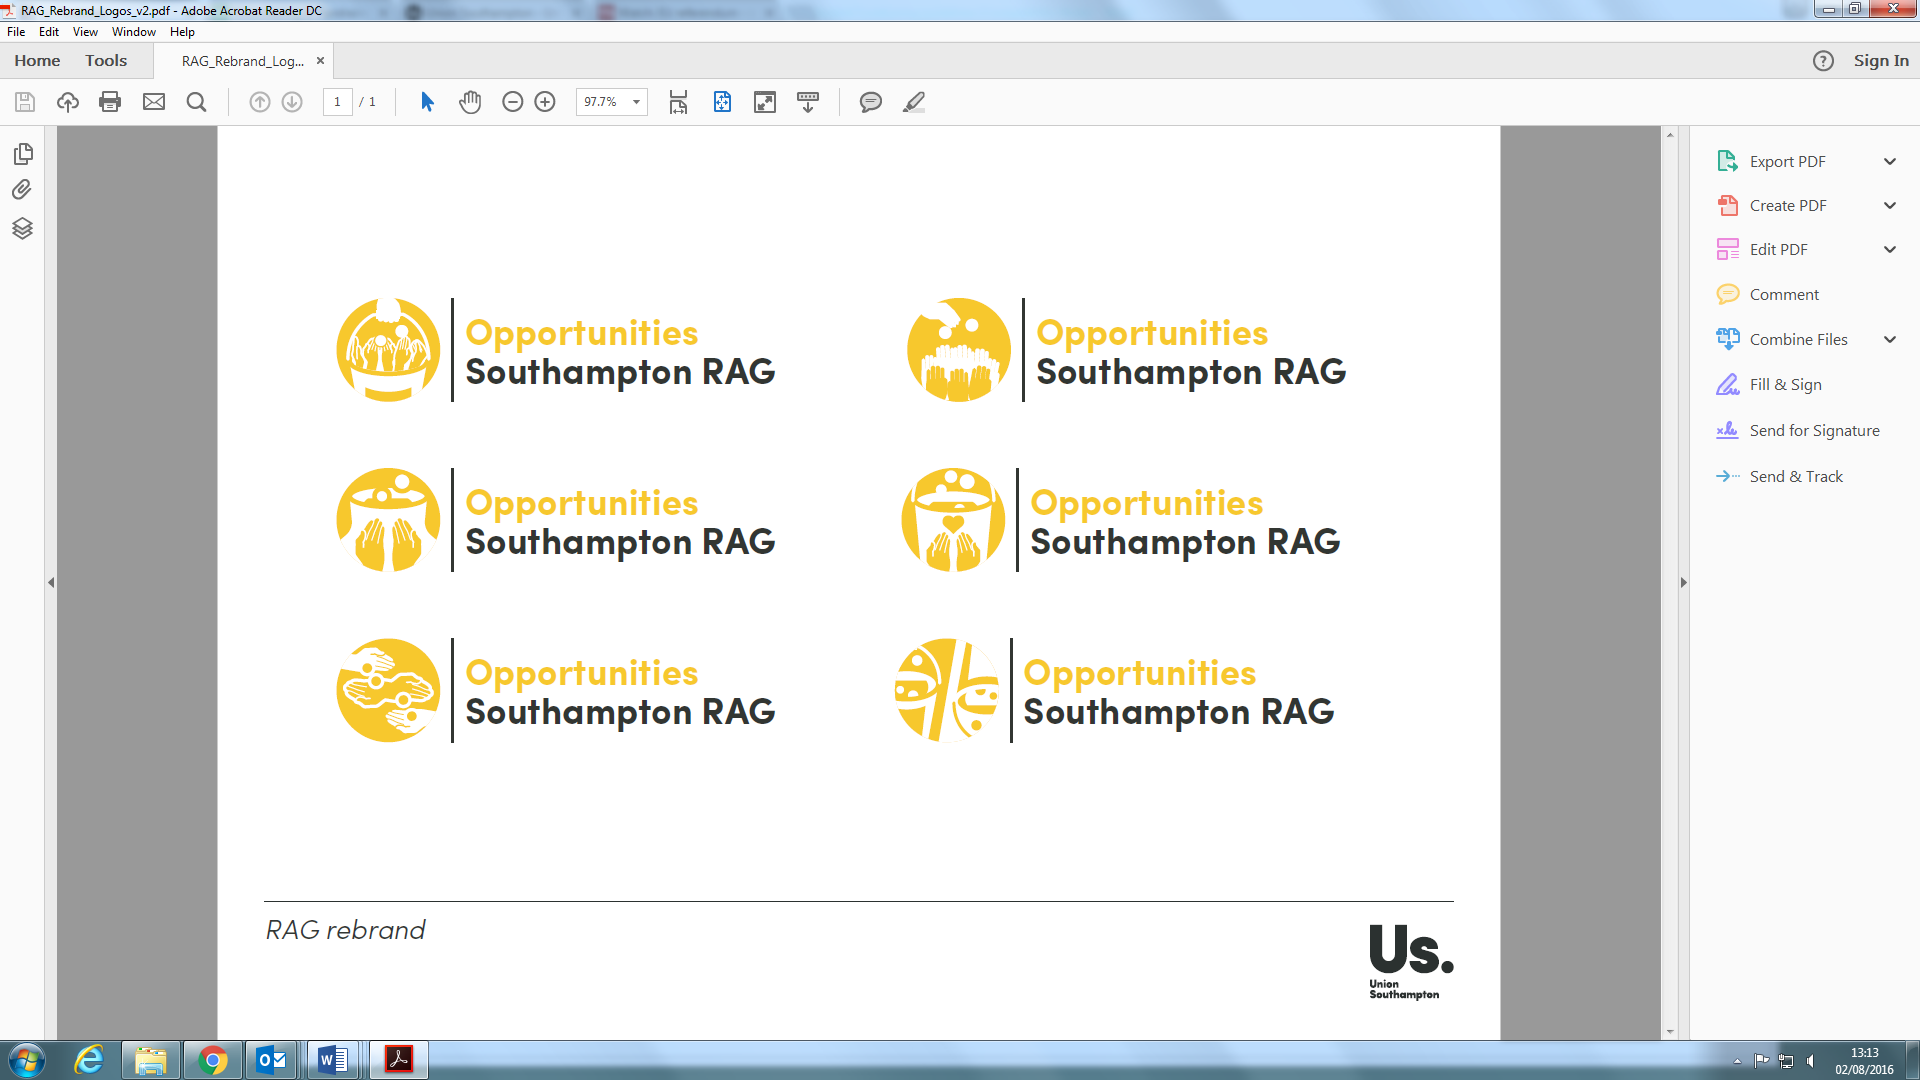 RAG_Rebrand_Logos_v2.pdf - Adobe Acrobat Reader DC
File Edit View Window Help
Home Tools RAG_Rebrand_Log... Sign In
1 / 1 97.7%
Export PDF
Create PDF
Edit PDF
Comment
Combine Files
Fill & Sign
Send for Signature
Send & Track
Opportunities
Southampton RAG
Opportunities
Southampton RAG
Opportunities
Southampton RAG
Opportunities
Southampton RAG
Opportunities
Southampton RAG
Opportunities
Southampton RAG
RAG rebrand
Us.
Union
Southampton
13:13
02/08/2016